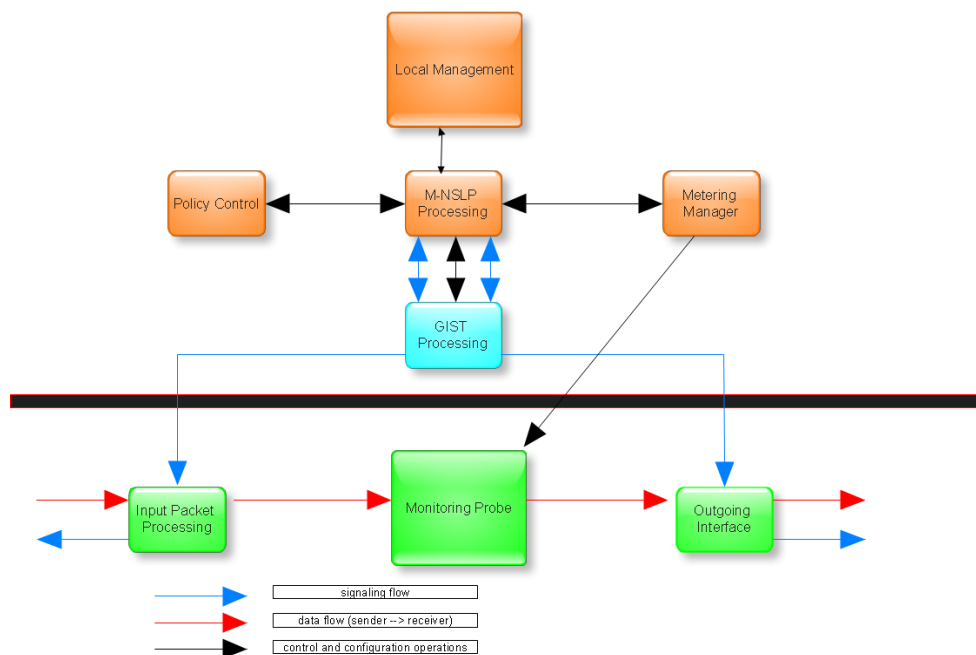 Local Management
Policy Control
M-NSLP
Processing
Metering
Manager
GIST
Processing
Input Packet
Processing
Monitoring Probe
Outgoing
Interface
signaling flow
data flow (sender --> receiver)
control and configuration operations